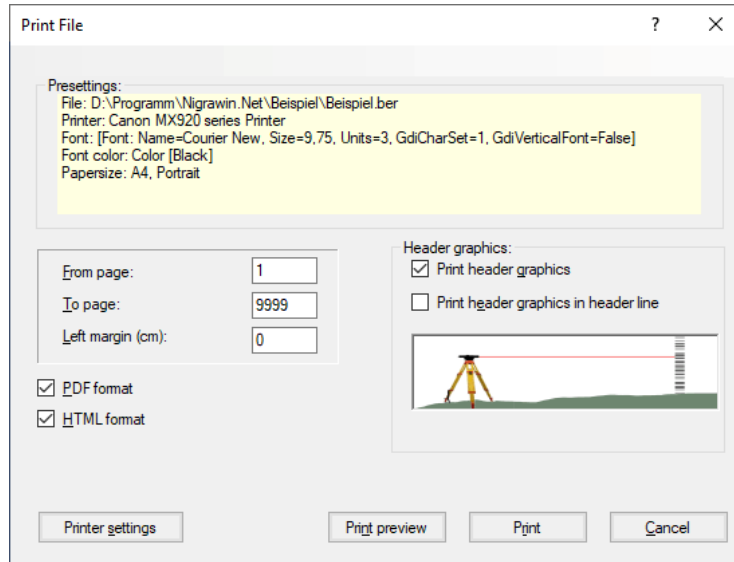 Print File
Presettings:
File: D:\Programm\Nigrawin.Net\Beispiel\Beispiel.ber
Printer: Canon MX920 series Printer
Font: [Font: Name=Courier New, Size=9,75, Units=3, GdiCharSet=1, GdiVerticalFont=False]
Font color: Color [Black]
Papersize: A4, Portrait
From page: 1
To page: 9999
Left margin (cm): 0
PDF format
HTML format
Header graphics:
Print header graphics
Print header graphics in header line
Printer settings
Print preview
Print
Cancel